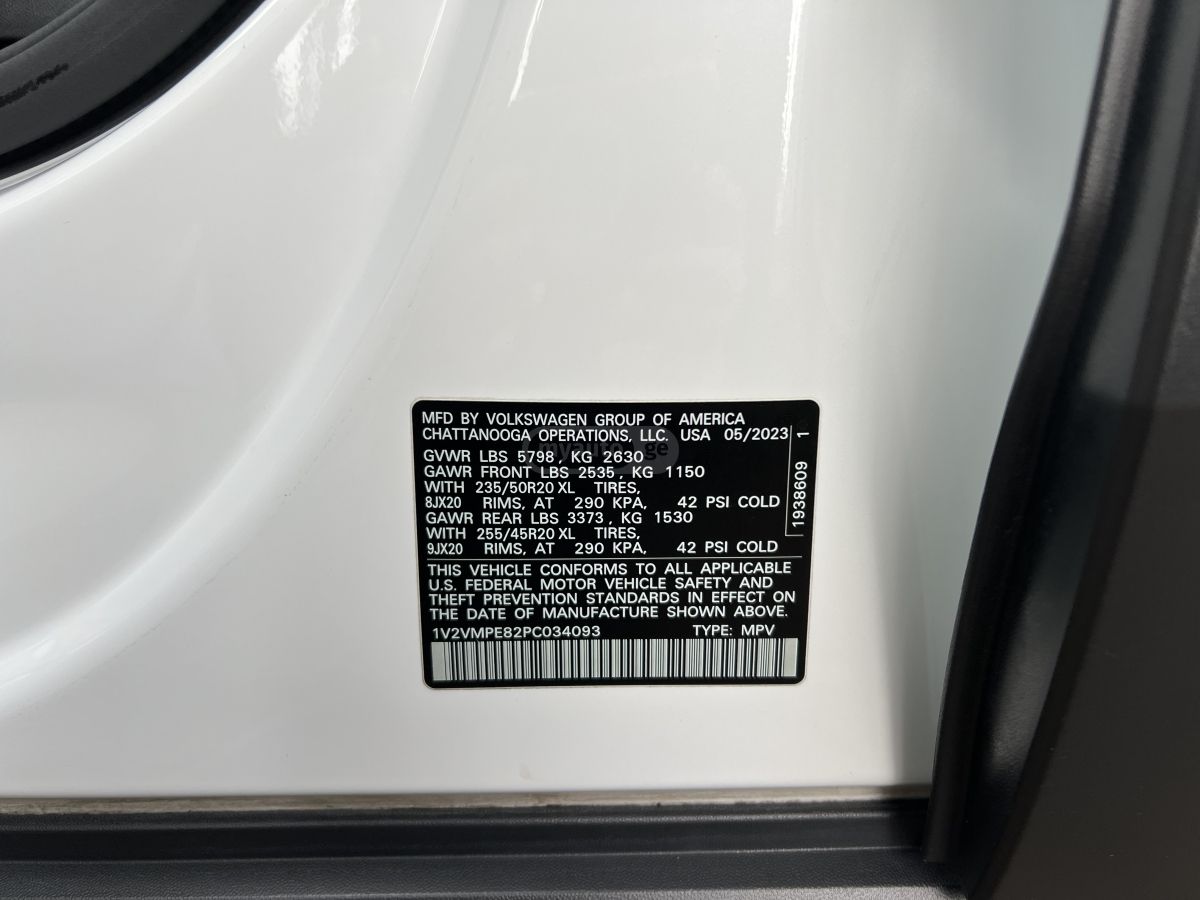 MFD BY VOLKSWAGEN GROUP OF AMERICA
CHATTANOOGA OPERATIONS, LLC. USA 05/2023
GVWR LBS 5798, KG 2630
GAWR FRONT LBS 2535, KG 1150
WITH 235/50R20 XL TIRES,
8JX20 RIMS, AT 290 KPA, 42 PSI COLD
GAWR REAR LBS 3373, KG 1530
WITH 255/45R20 XL TIRES,
9JX20 RIMS, AT 290 KPA, 42 PSI COLD
1938609 1
THIS VEHICLE CONFORMS TO ALL APPLICABLE
U.S. FEDERAL MOTOR VEHICLE SAFETY AND
THEFT PREVENTION STANDARDS IN EFFECT ON
THE DATE OF MANUFACTURE SHOWN ABOVE.
1V2VMPE82PC034093 TYPE: MPV
myauto.ge